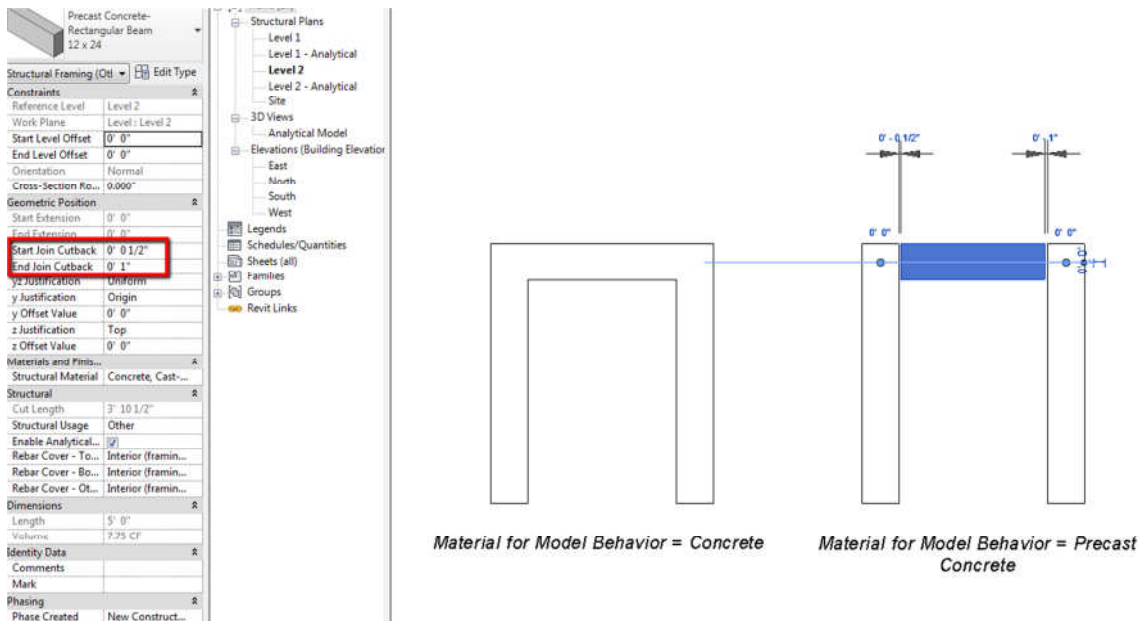 Precast Concrete-
Rectangular Beam
12 x 24
Structural Framing (Otl
Edit Type
Constraints
Reference Level Level 2
Work Plane Level : Level 2
Start Level Offset 0' 0"
End Level Offset 0' 0"
Orientation Normal
Cross-Section Ro... 0.000°
Geometric Position
Start Extension 0' 0"
End Extension 0' 0"
Start Join Cutback 0' 0 1/2"
End Join Cutback 0' 1"
yz Justification Uniform
y Justification Origin
y Offset Value 0' 0"
z Justification Top
z Offset Value 0' 0"
Materials and Finis...
Structural Material Concrete, Cast-...
Structural
Cut Length 3' 10 1/2"
Structural Usage Other
Enable Analytical...
Rebar Cover - To... Interior (framin...
Rebar Cover - Bo... Interior (framin...
Rebar Cover - Ot... Interior (framin...
Dimensions
Length 5' 0"
Volume 7.75 CF
Identity Data
Comments
Mark
Phasing
Phase Created New Construct...
Structural Plans
Level 1
Level 1 - Analytical
Level 2
Level 2 - Analytical
Site
3D Views
Analytical Model
Elevations (Building Elevation
East
North
South
West
Legends
Schedules/Quantities
Sheets (all)
Families
Groups
Revit Links
0' - 0 1/2"
0' - 1"
0' 0"
0' 0"
Material for Model Behavior = Concrete
Material for Model Behavior = Precast
Concrete